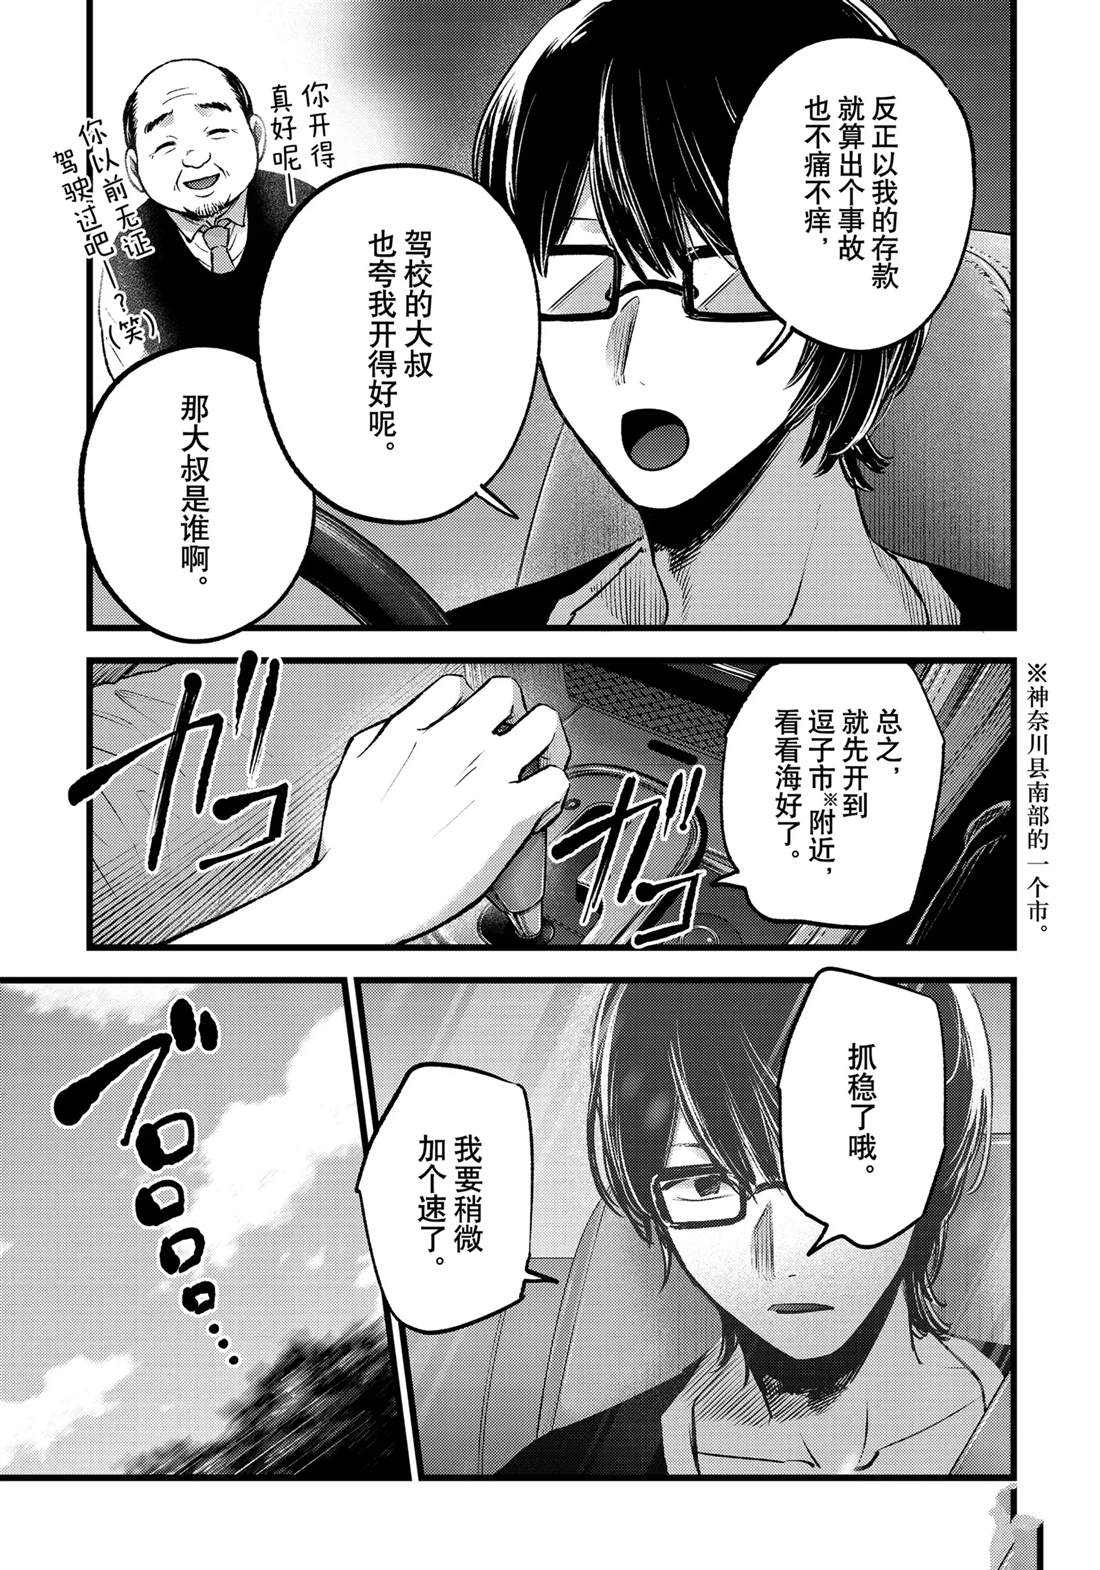 反正以我的存款
就算出个事故
也不痛不痒，
驾校的大叔
也夸我开得好呢。
你开得
真好呢—
你以前无证
驾驶过吧—？
（笑）
那大叔是谁啊。
总之，
就先开到
逗子市※附近，
看看海好了。
ガコ
ガコッ
※神奈川县南部的一个市。
抓稳了哦。
我要稍微
加个速了。
ブロロロロ…